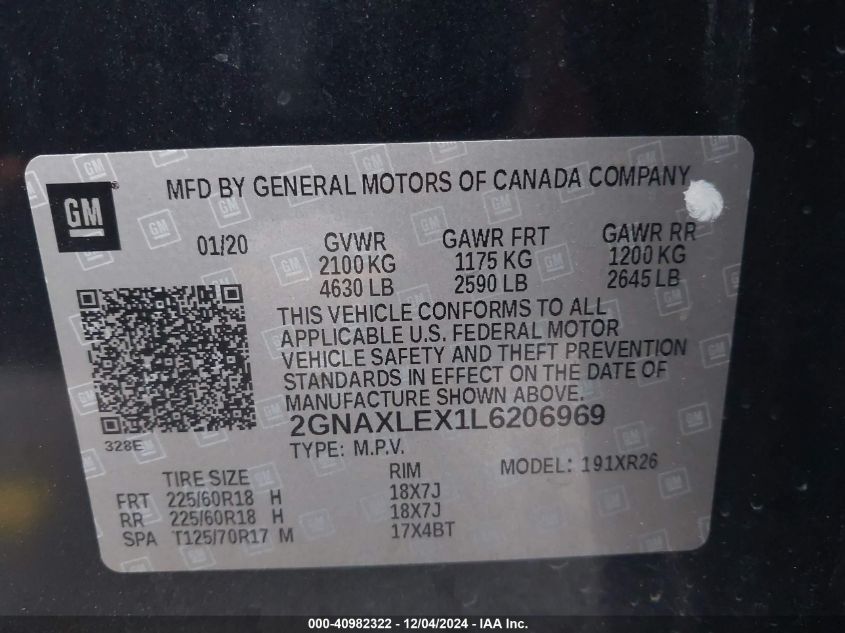 GM
MFD BY GENERAL MOTORS OF CANADA COMPANY
01/20 GVWR GAWR FRT GAWR RR
2100 KG 1175 KG 1200 KG
4630 LB 2590 LB 2645 LB
THIS VEHICLE CONFORMS TO ALL
APPLICABLE U.S. FEDERAL MOTOR
VEHICLE SAFETY AND THEFT PREVENTION
STANDARDS IN EFFECT ON THE DATE OF
MANUFACTURE SHOWN ABOVE.
2GNAXLEX1L6206969
328E
TYPE: M.P.V.
TIRE SIZE RIM MODEL: 191XR26
FRT 225/60R18 H 18X7J
RR 225/60R18 H 18X7J
SPA T125/70R17 M 17X4BT
000-40982322 - 12/04/2024 - IAA Inc.